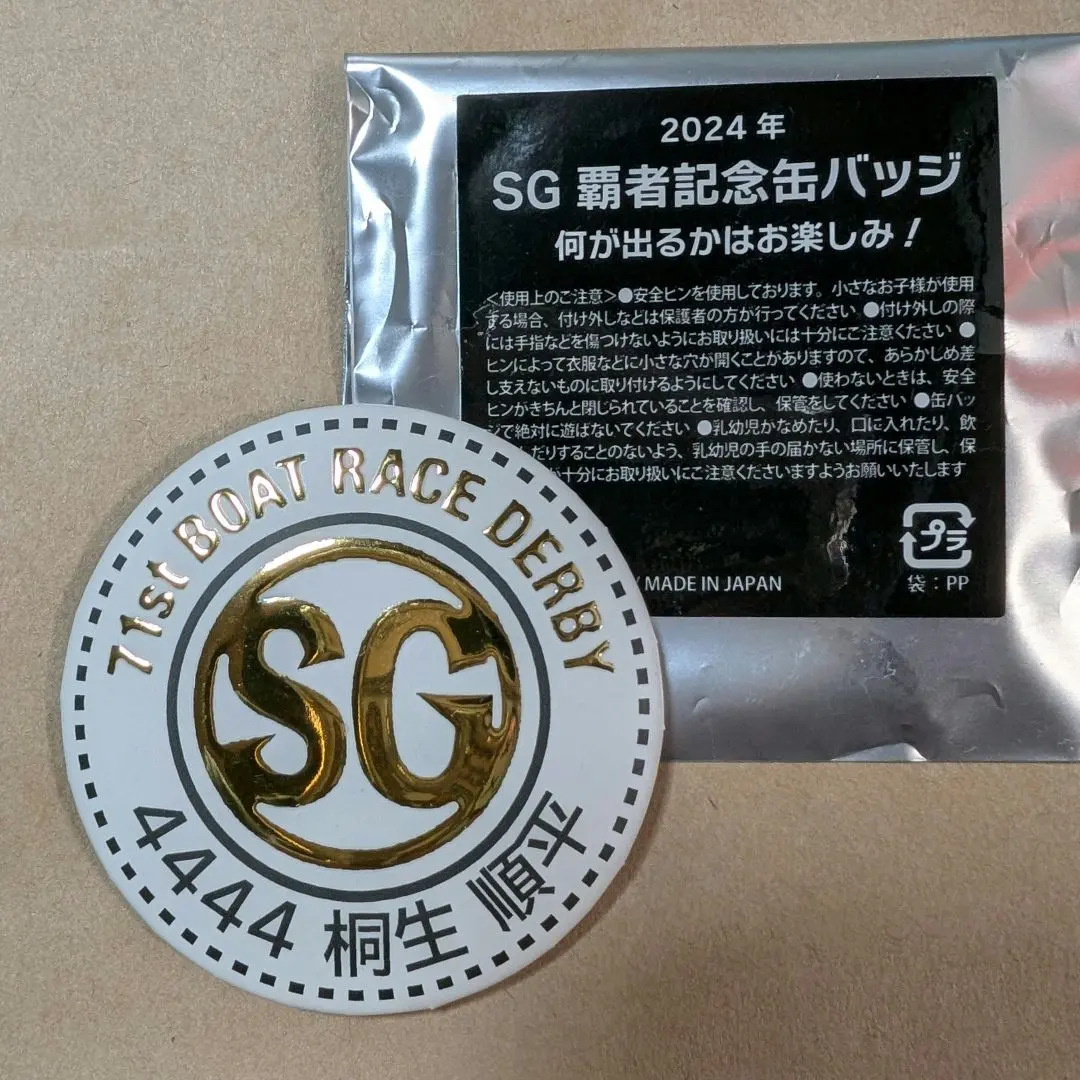 2024年
SG 覇者記念缶バッジ
何が出るかはお楽しみ!
<使用上のご注意>●安全ピンを使用しております。小さなお子様が使用
する場合、付け外しなどは保護者の方が行ってください ●付け外しの際
には手指などを傷つけないようにお取り扱いには十分にご注意ください ●
ピンによって衣服などに小さな穴が開くことがありますので、あらかじめ差
し支えないものに取り付けるようにしてください ●使わないときは、安全
ピンがきちんと閉じられていることを確認し、保管をしてください ●缶バッ
ジで絶対に遊ばないでください ●乳幼児がなめたり、口に入れたり、飲
だりすることのないよう、乳幼児の手の届かない場所に保管し、保
が十分にお取り扱いにご注意くださいますようお願いいたします
プラ
MADE IN JAPAN
袋:PP
71st BOAT RACE DERBY
SG
4444 桐生 順平